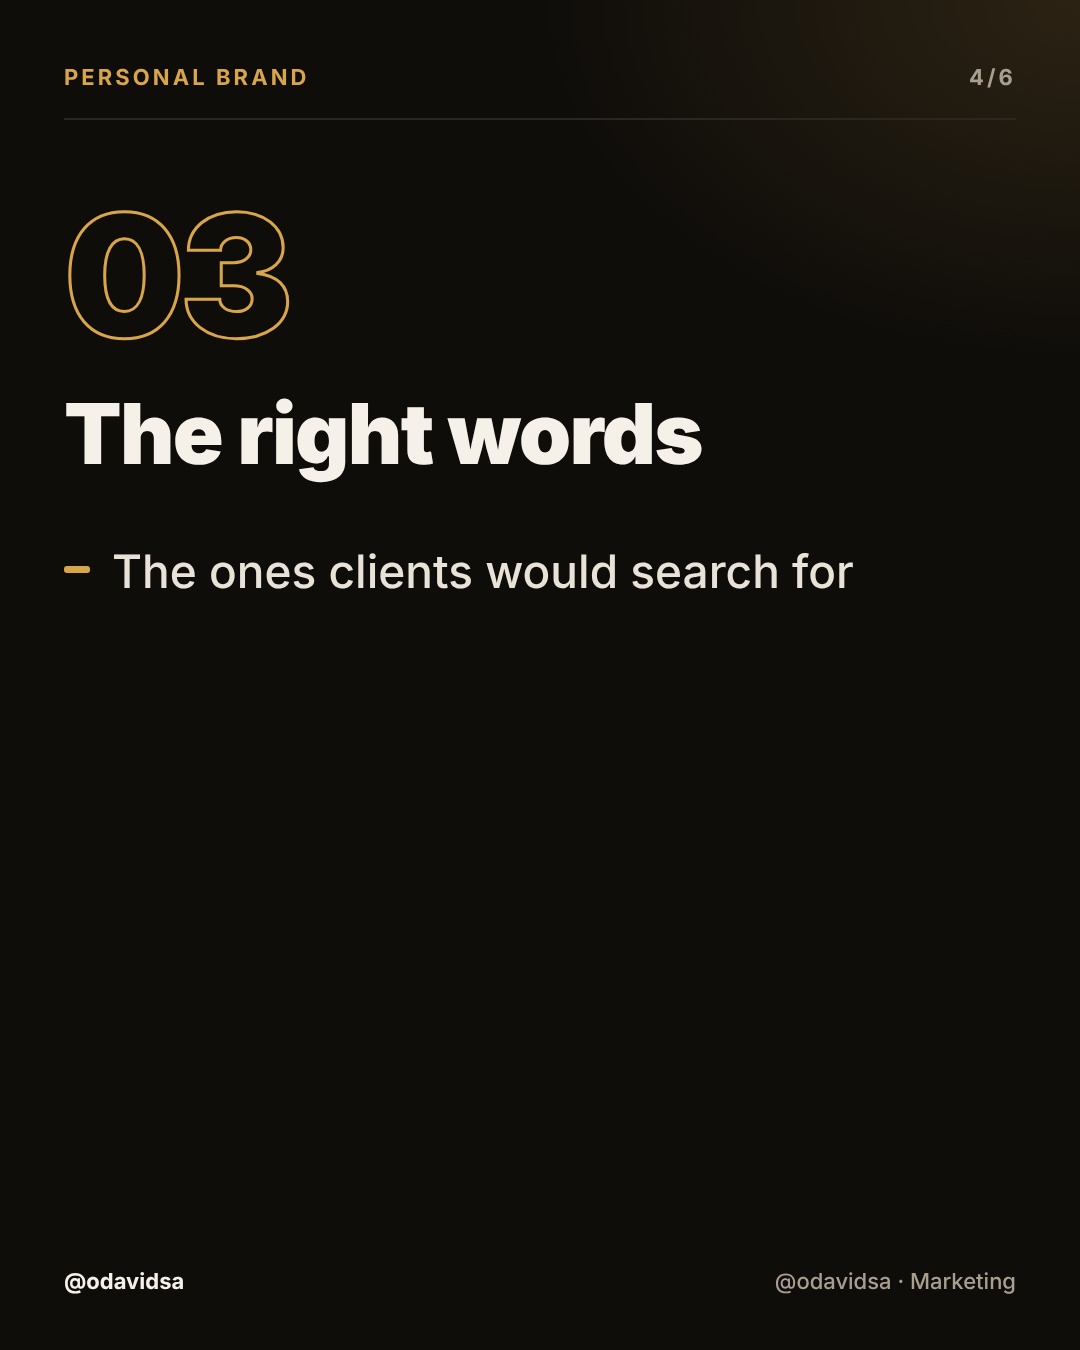 PERSONAL BRAND
4/6
03
The right words
The ones clients would search for
@odavidsa
@odavidsa · Marketing